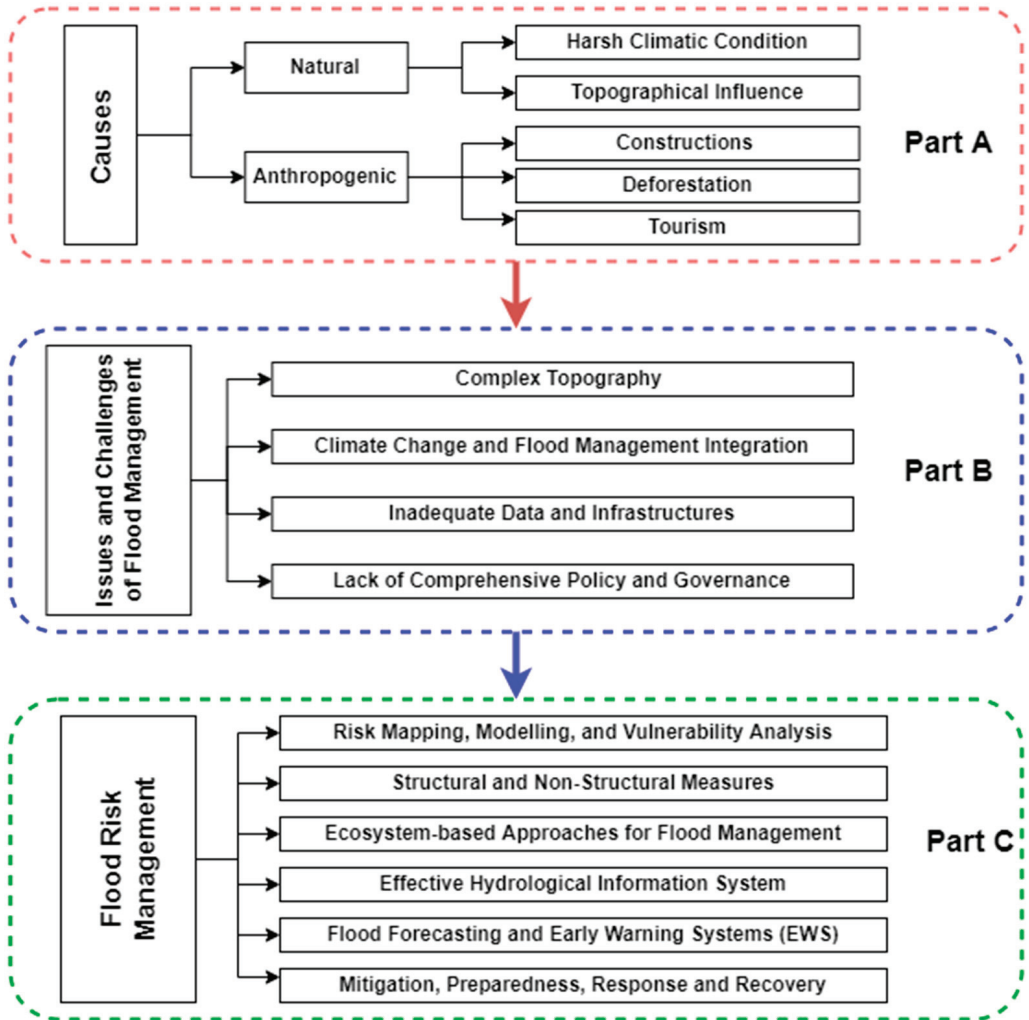 Causes
Natural
Harsh Climatic Condition
Topographical Influence
Anthropogenic
Constructions
Deforestation
Tourism
Part A
Issues and Challenges
of Flood Management
Complex Topography
Climate Change and Flood Management Integration
Inadequate Data and Infrastructures
Lack of Comprehensive Policy and Governance
Part B
Flood Risk
Management
Risk Mapping, Modelling, and Vulnerability Analysis
Structural and Non-Structural Measures
Ecosystem-based Approaches for Flood Management
Effective Hydrological Information System
Flood Forecasting and Early Warning Systems (EWS)
Mitigation, Preparedness, Response and Recovery
Part C